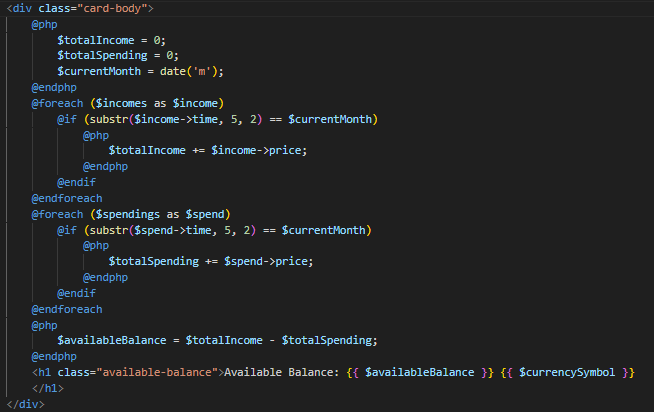 <div class="card-body">
    @php
        $totalIncome = 0;
        $totalSpending = 0;
        $currentMonth = date('m');
    @endphp
    @foreach ($incomes as $income)
        @if (substr($income->time, 5, 2) == $currentMonth)
            @php
                $totalIncome += $income->price;
            @endphp
        @endif
    @endforeach
    @foreach ($spendings as $spend)
        @if (substr($spend->time, 5, 2) == $currentMonth)
            @php
                $totalSpending += $spend->price;
            @endphp
        @endif
    @endforeach
    @php
        $availableBalance = $totalIncome - $totalSpending;
    @endphp
    <h1 class="available-balance">Available Balance: {{ $availableBalance }} {{ $currencySymbol }}
    </h1>
</div>